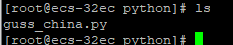 [root@ecs-32ec python]# ls
guss_china.py
[root@ecs-32ec python]#